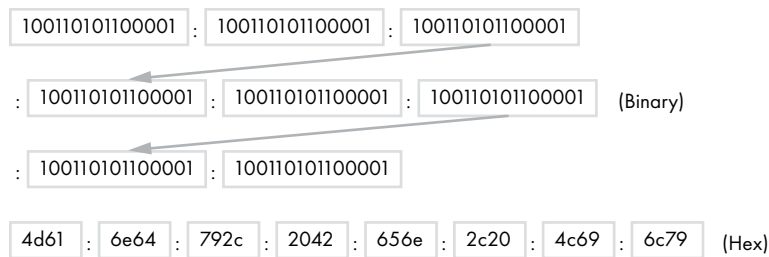 100110101100001 : 100110101100001 : 100110101100001
: 100110101100001 : 100110101100001 : 100110101100001 (Binary)
: 100110101100001 : 100110101100001
4d61 : 6e64 : 792c : 2042 : 656e : 2c20 : 4c69 : 6c79 (Hex)